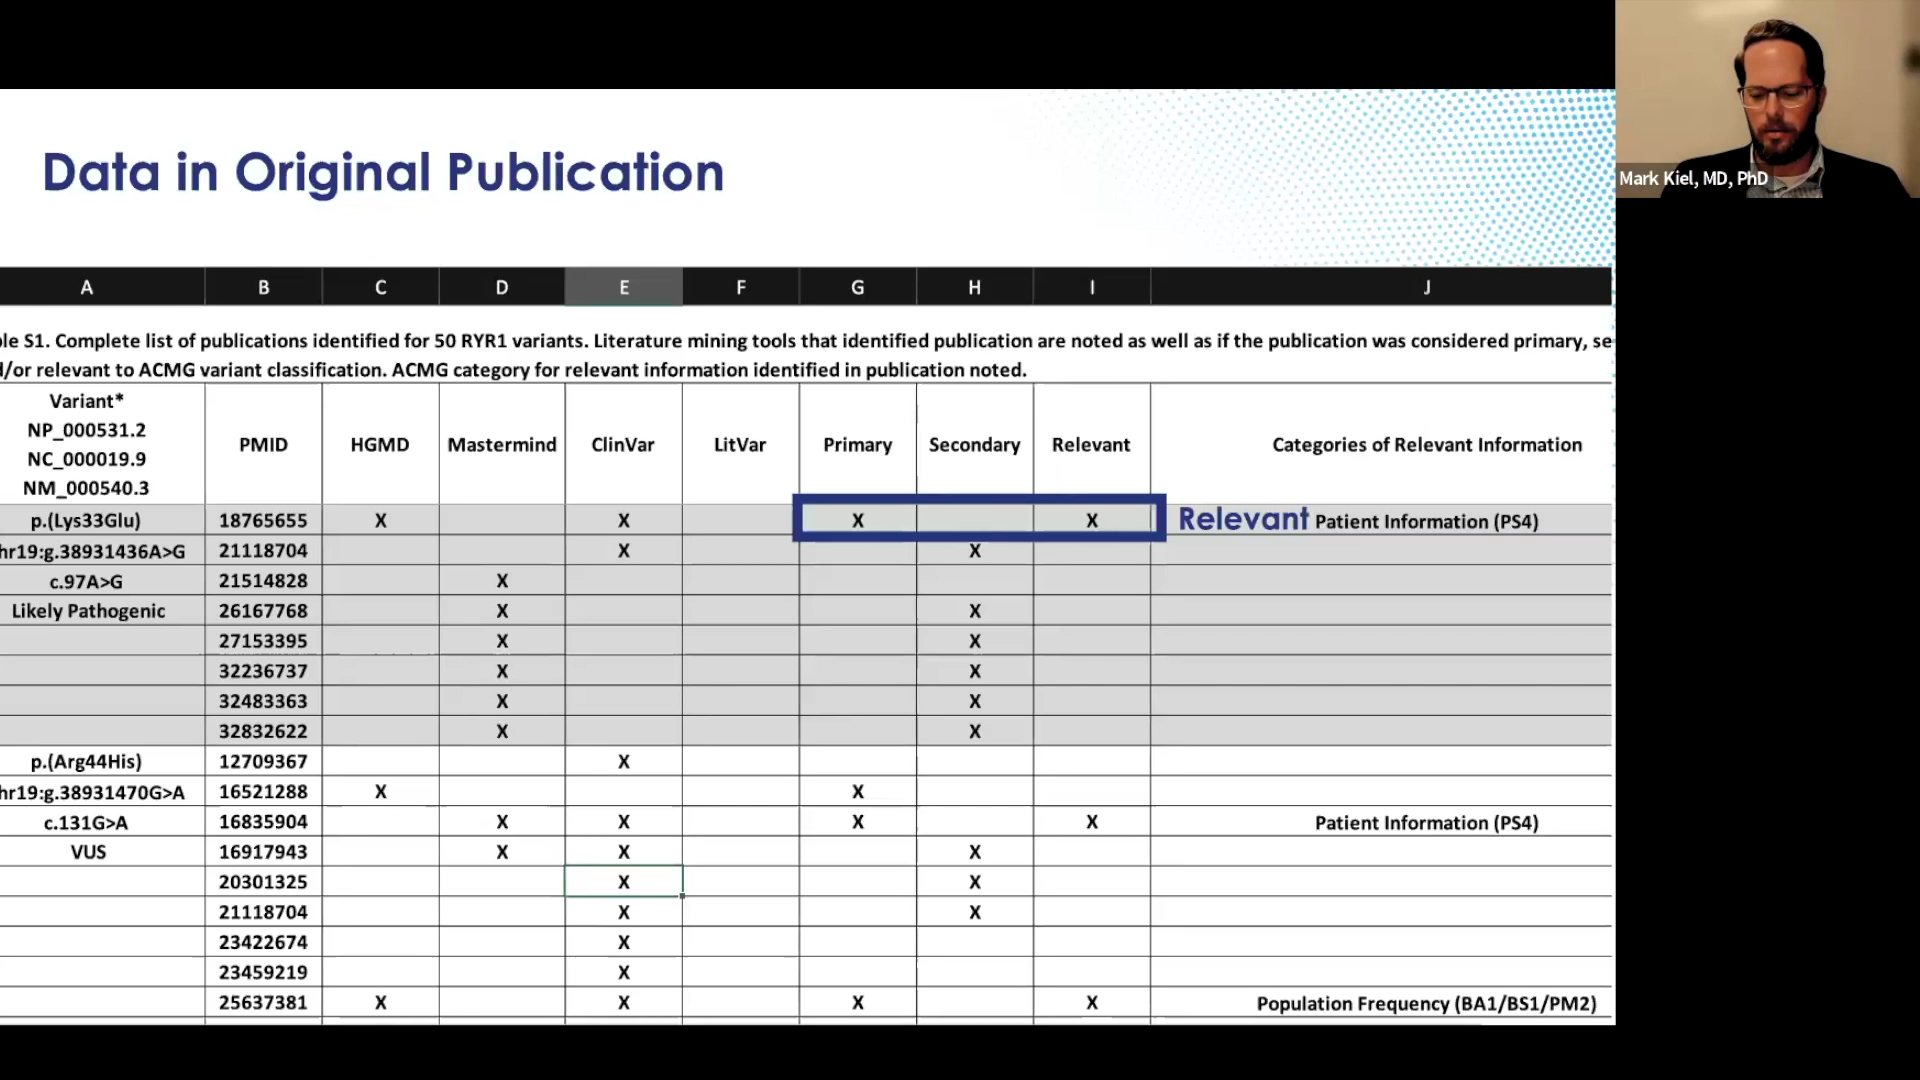 Data in Original Publication
Mark Kiel, MD, PhD
A B C D E F G H I J
le S1. Complete list of publications identified for 50 RYR1 variants. Literature mining tools that identified publication are noted as well as if the publication was considered primary, se
/or relevant to ACMG variant classification. ACMG category for relevant information identified in publication noted.
Variant*
NP_000531.2
NC_000019.9
NM_000540.3
PMID HGMD Mastermind ClinVar LitVar Primary Secondary Relevant Categories of Relevant Information
p.(Lys33Glu) 18765655 X X X X Relevant Patient Information (PS4)
hr19:g.38931436A>G 21118704 X X
c.97A>G 21514828 X
Likely Pathogenic 26167768 X X
27153395 X X
32236737 X X
32483363 X X
32832622 X X
p.(Arg44His) 12709367 X
hr19:g.38931470G>A 16521288 X X
c.131G>A 16835904 X X X X Patient Information (PS4)
VUS 16917943 X X X
20301325 X X
21118704 X X
23422674 X
23459219 X
25637381 X X X X Population Frequency (BA1/BS1/PM2)